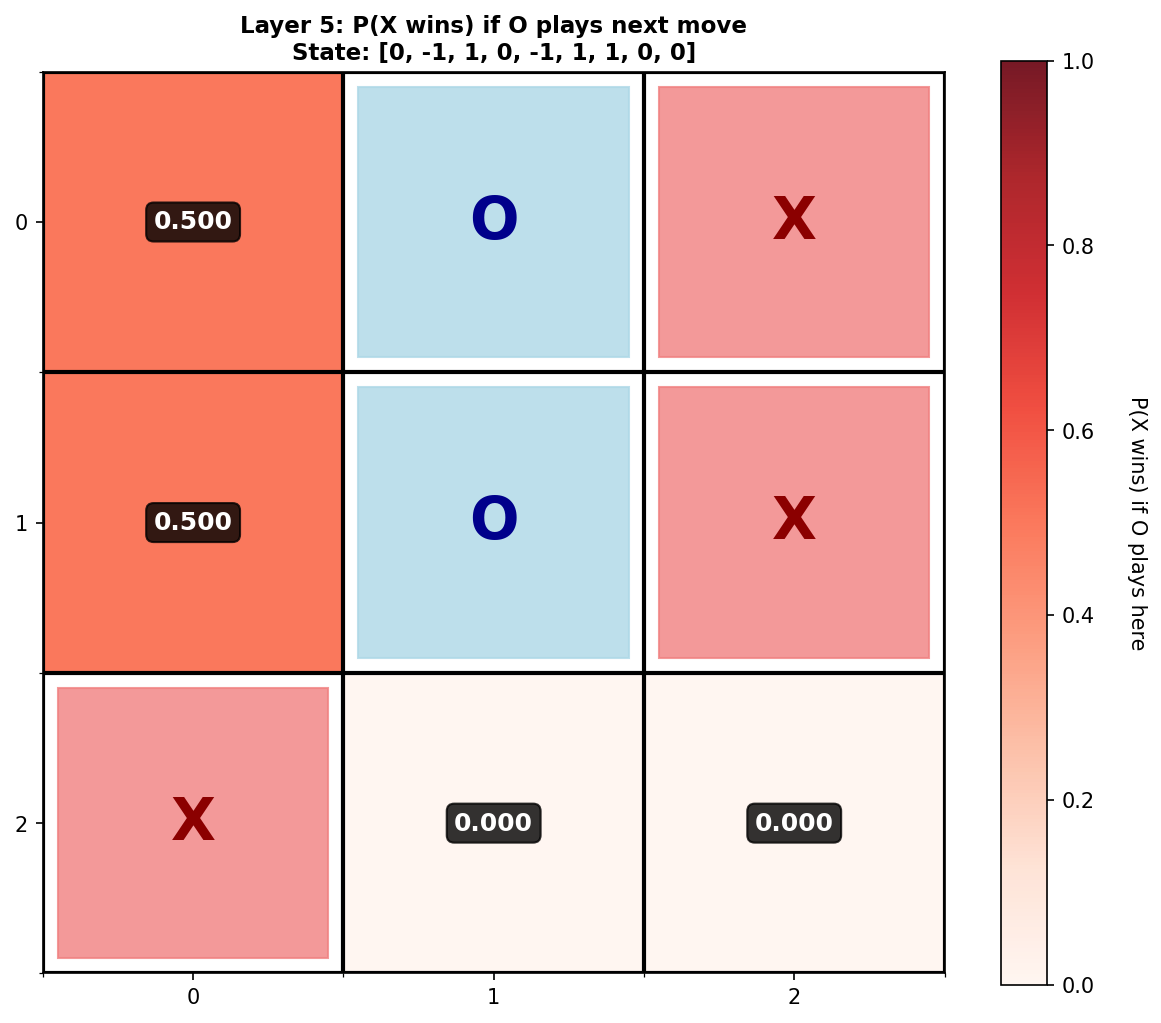 Layer 5: P(X wins) if O plays next move
State: [0, -1, 1, 0, -1, 1, 1, 0, 0]
0.500
O
X
0.500
O
X
X
0.000
0.000
0
1
2
0
1
2
1.0
0.8
0.6
0.4
0.2
0.0
P(X wins) if O plays here